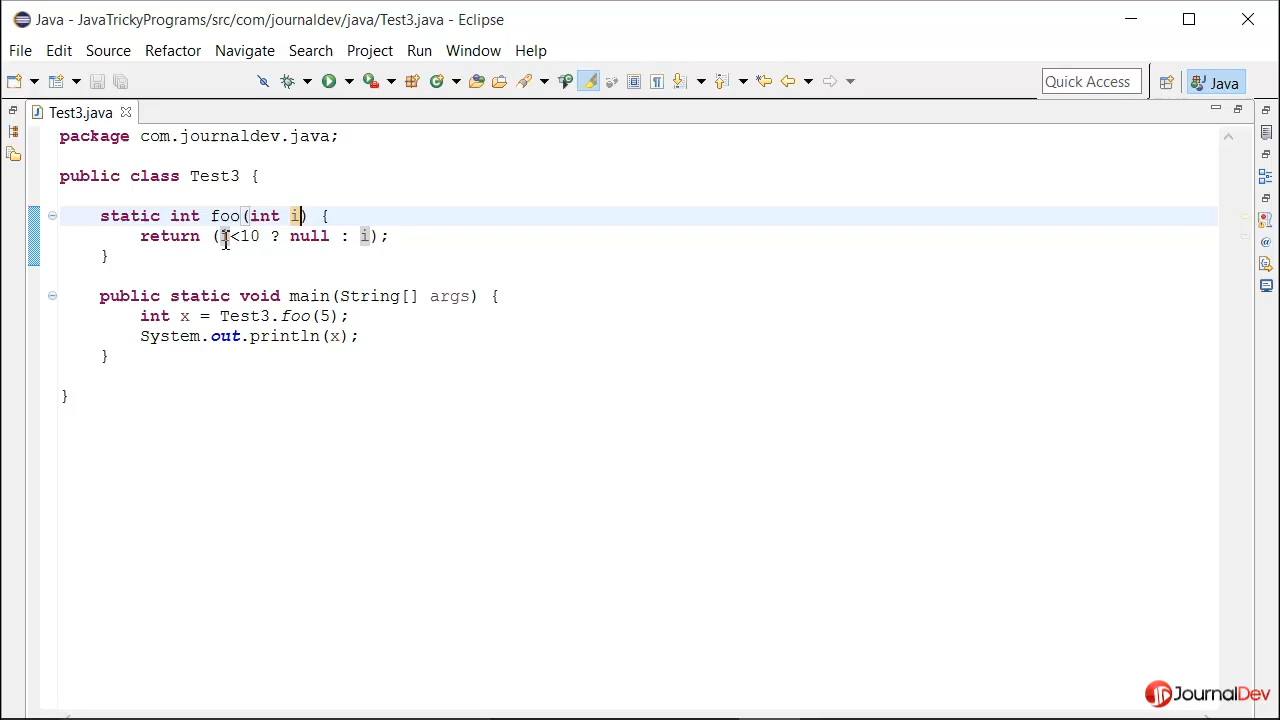 Java - JavaTrickyPrograms/src/com/journaldev/java/Test3.java - Eclipse
File Edit Source Refactor Navigate Search Project Run Window Help
Quick Access
Java
Test3.java
package com.journaldev.java;
public class Test3 {
static int foo(int i) {
return (i<10 ? null : i);
}
public static void main(String[] args) {
int x = Test3.foo(5);
System.out.println(x);
}
}
JournalDev